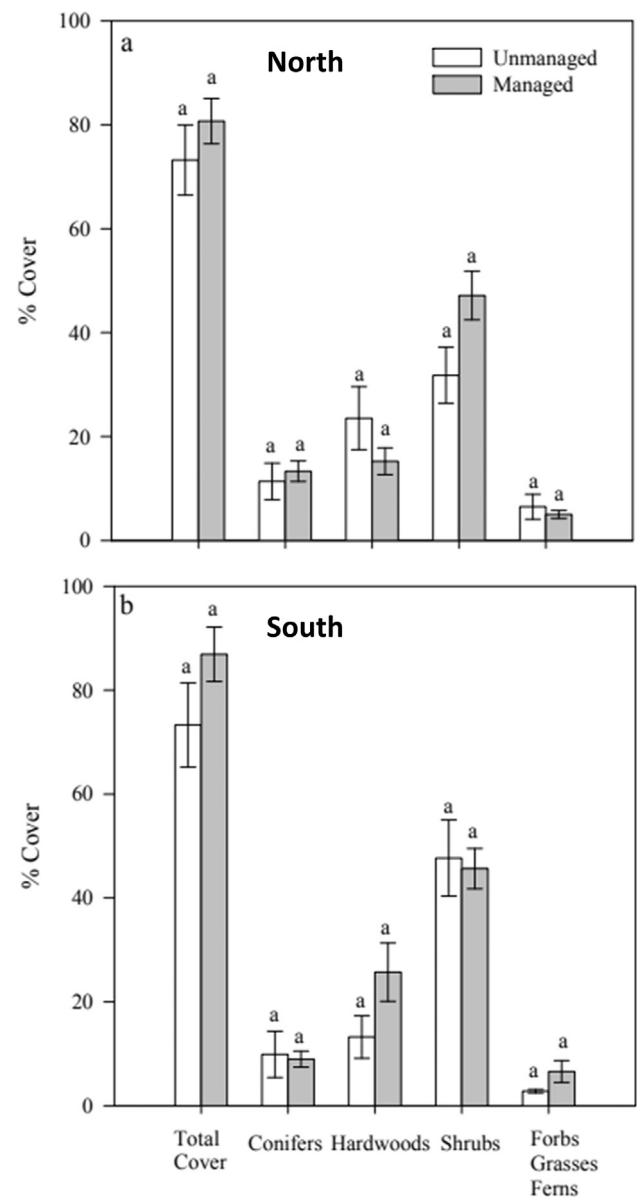 100
80
60
40
20
0
% Cover
a
North
Unmanaged
Managed
a a
a a
a a
a a
a a
100
80
60
40
20
0
% Cover
b
South
a a
a a
a a
a a
a a
Total Conifers Hardwoods Shrubs Forbs
Cover Grasses
Ferns